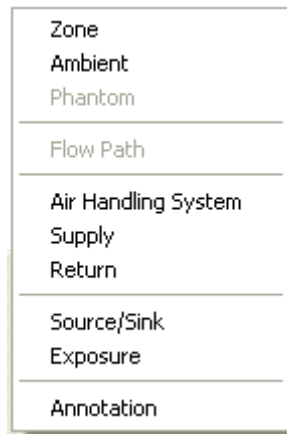 Zone
Ambient
Phantom
Flow Path
Air Handling System
Supply
Return
Source/Sink
Exposure
Annotation